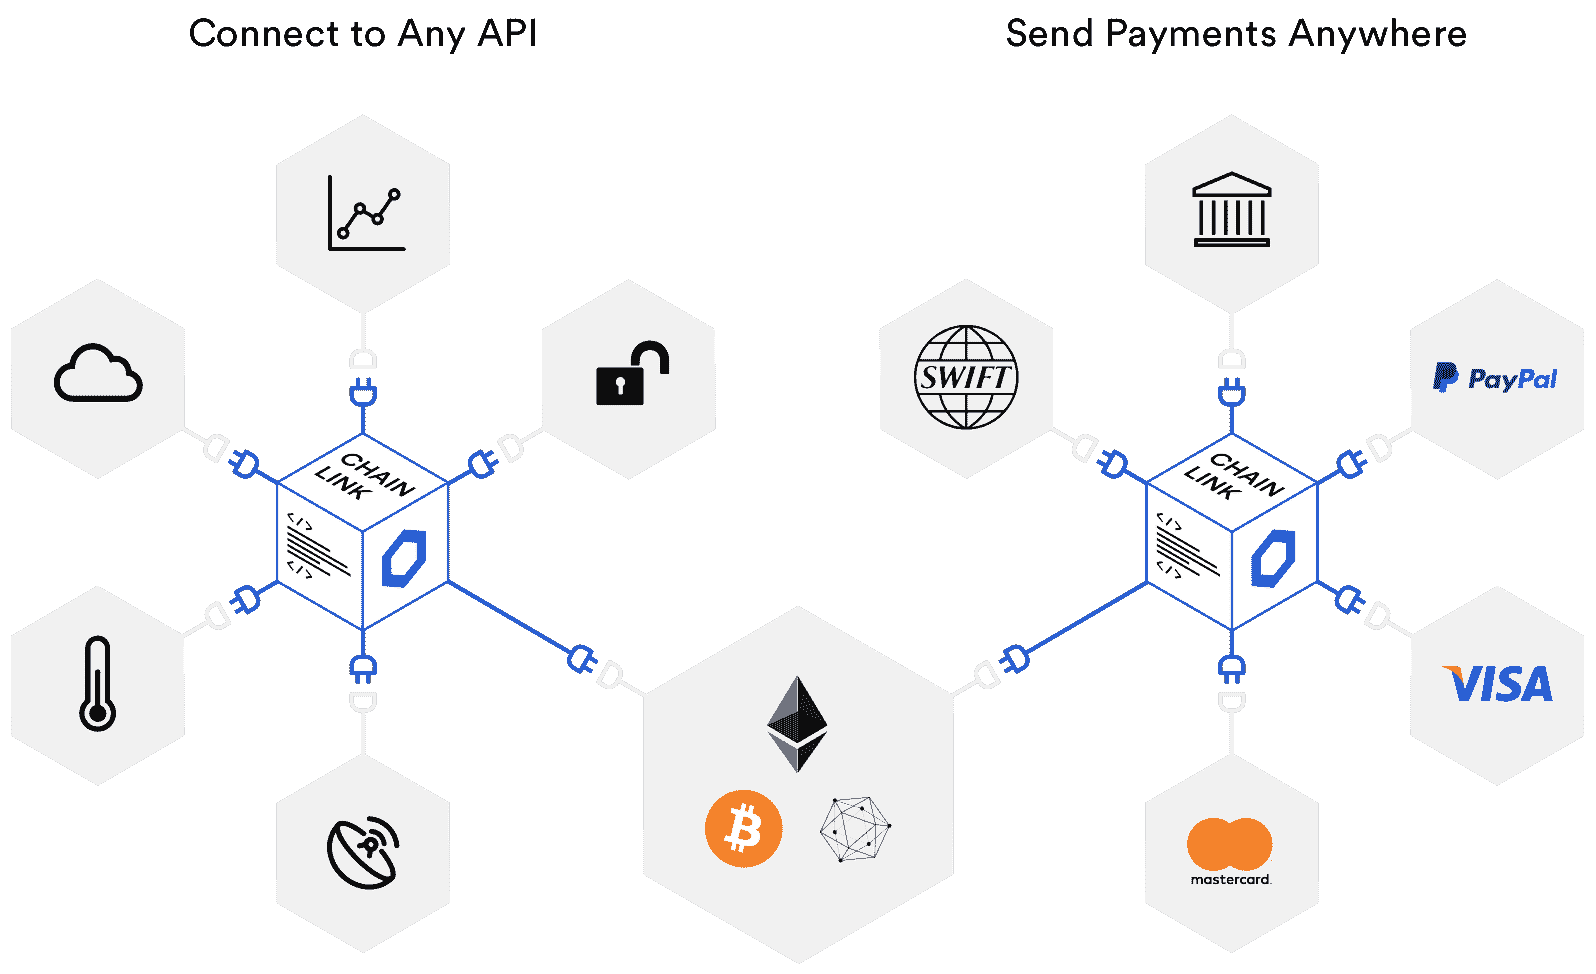 Connect to Any API
Send Payments Anywhere
SWIFT
PayPal
CHAIN
LINK
</>
</>
CHAIN
LINK
</>
</>
VISA
mastercard.